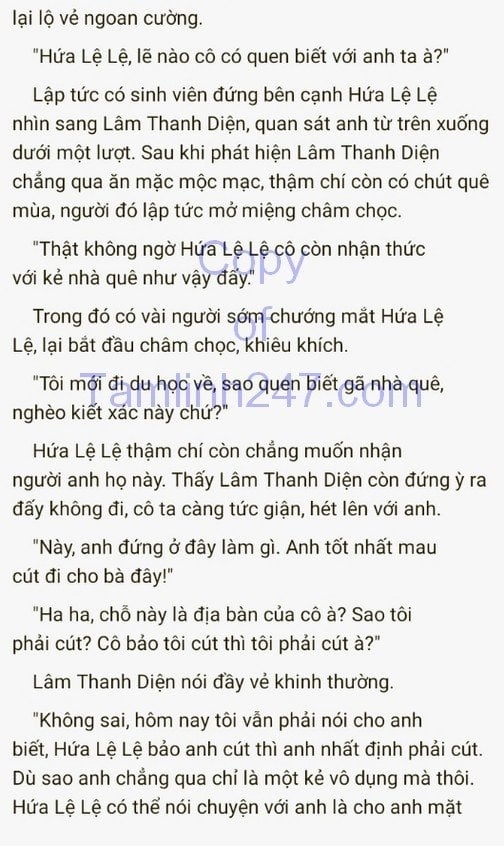 lại lộ vẻ ngoan cường.
"Hứa Lệ Lệ, lẽ nào cô có quen biết với anh ta à?"
Lập tức có sinh viên đứng bên cạnh Hứa Lệ Lệ
nhìn sang Lâm Thanh Diện, quan sát anh từ trên xuống
dưới một lượt. Sau khi phát hiện Lâm Thanh Diện
chẳng qua ăn mặc mộc mạc, thậm chí còn có chút quê
mùa, người đó lập tức mở miệng châm chọc.
"Thật không ngờ Hứa Lệ Lệ cô còn nhận thức
với kẻ nhà quê như vậy đấy."
Copy
Trong đó có vài người sớm chướng mắt Hứa Lệ
of
Lệ, lại bắt đầu châm chọc, khiêu khích.
"Tôi mới đi du học về, sao quen biết gã nhà quê,
Tamlinh247.com
nghèo kiết xác này chứ?"
Hứa Lệ Lệ thậm chí còn chẳng muốn nhận
người anh họ này. Thấy Lâm Thanh Diện còn đứng ỳ ra
đấy không đi, cô ta càng tức giận, hét lên với anh.
"Này, anh đứng ở đây làm gì. Anh tốt nhất mau
cút đi cho bà đây!"
"Ha ha, chỗ này là địa bàn của cô à? Sao tôi
phải cút? Cô bảo tôi cút thì tôi phải cút à?"
Lâm Thanh Diện nói đầy vẻ khinh thường.
"Không sai, hôm nay tôi vẫn phải nói cho anh
biết, Hứa Lệ Lệ bảo anh cút thì anh nhất định phải cút.
Dù sao anh chẳng qua chỉ là một kẻ vô dụng mà thôi.
Hứa Lệ Lệ có thể nói chuyện với anh là cho anh mặt